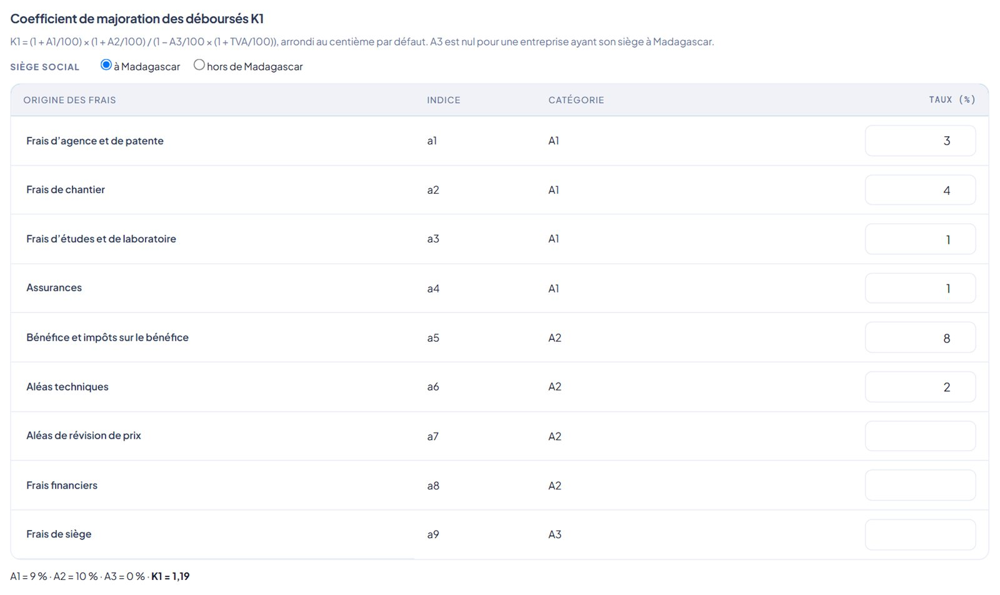 Coefficient de majoration des déboursés K1
K1 = (1 + A1/100) × (1 + A2/100) / (1 − A3/100 × (1 + TVA/100)), arrondi au centième par défaut. A3 est nul pour une entreprise ayant son siège à Madagascar.
SIÈGE SOCIAL à Madagascar hors de Madagascar
ORIGINE DES FRAIS INDICE CATÉGORIE TAUX (%)
Frais d’agence et de patente a1 A1 3
Frais de chantier a2 A1 4
Frais d’études et de laboratoire a3 A1 1
Assurances a4 A1 1
Bénéfice et impôts sur le bénéfice a5 A2 8
Aléas techniques a6 A2 2
Aléas de révision de prix a7 A2
Frais financiers a8 A2
Frais de siège a9 A3
A1 = 9 % · A2 = 10 % · A3 = 0 % · K1 = 1,19